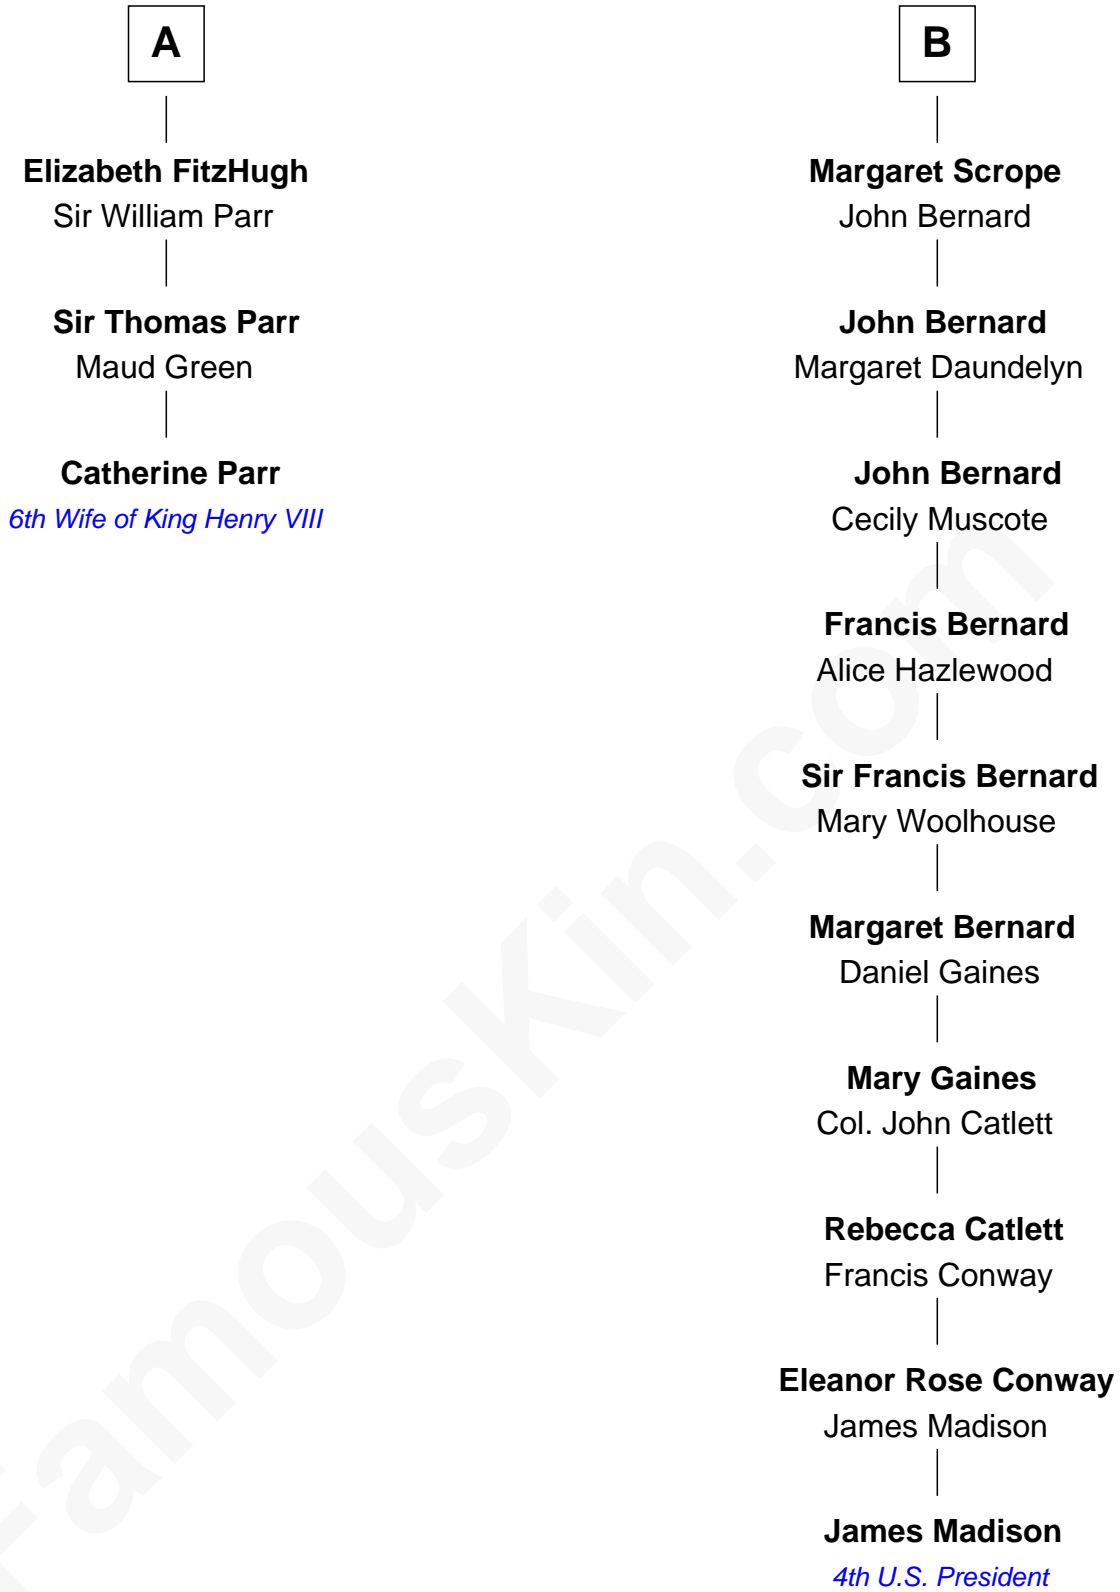 A
Elizabeth FitzHugh
Sir William Parr
Sir Thomas Parr
Maud Green
Catherine Parr
6th Wife of King Henry VIII
B
Margaret Scrope
John Bernard
John Bernard
Margaret Daundelyn
John Bernard
Cecily Muscote
Francis Bernard
Alice Hazlewood
Sir Francis Bernard
Mary Woolhouse
Margaret Bernard
Daniel Gaines
Mary Gaines
Col. John Catlett
Rebecca Catlett
Francis Conway
Eleanor Rose Conway
James Madison
James Madison
4th U.S. President
FamousKin.com